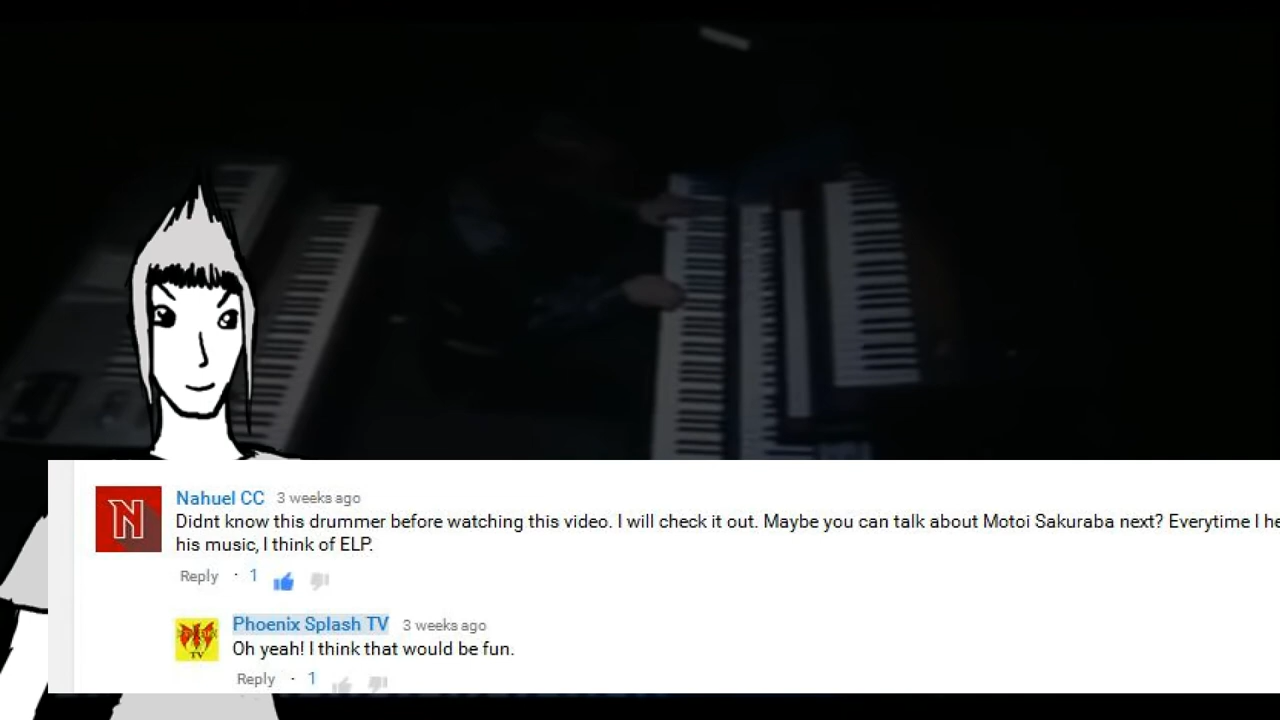 Nahuel CC 3 weeks ago
Didnt know this drummer before watching this video. I will check it out. Maybe you can talk about Motoi Sakuraba next? Everytime I he
his music, I think of ELP.
Reply · 1
Phoenix Splash TV 3 weeks ago
Oh yeah! I think that would be fun.
Reply · 1
N
TV